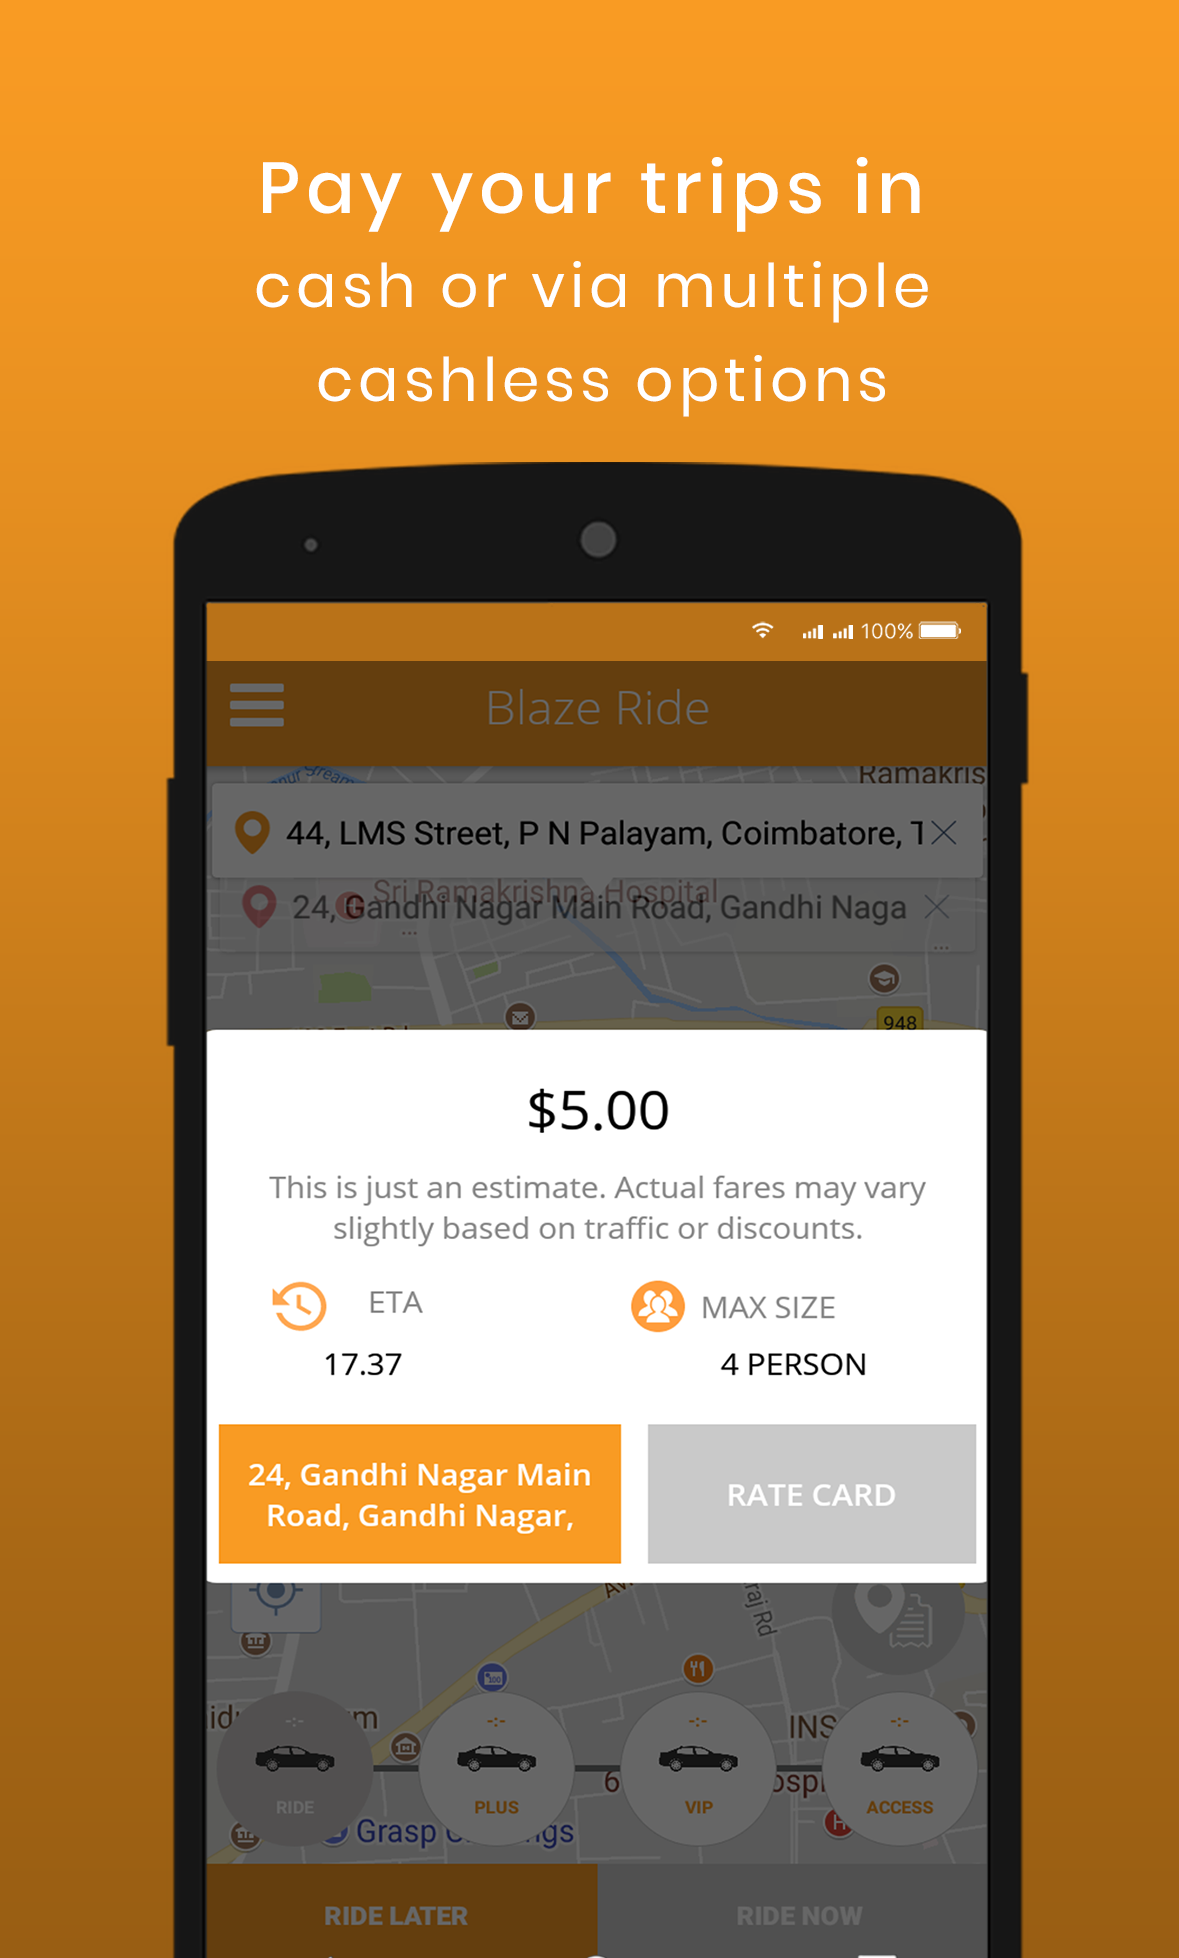 Pay your trips in
cash or via multiple
cashless options
100%
Blaze Ride
Ramakris
44, LMS Street, P N Palayam, Coimbatore, T
Sri Ramakrishna Hospital
24, Gandhi Nagar Main Road, Gandhi Naga
948
$5.00
This is just an estimate. Actual fares may vary
slightly based on traffic or discounts.
ETA
MAX SIZE
17.37
4 PERSON
24, Gandhi Nagar Main
Road, Gandhi Nagar,
RATE CARD
raj Rd
INS
RIDE
PLUS
VIP
ACCESS
Grasp
RIDE LATER
RIDE NOW